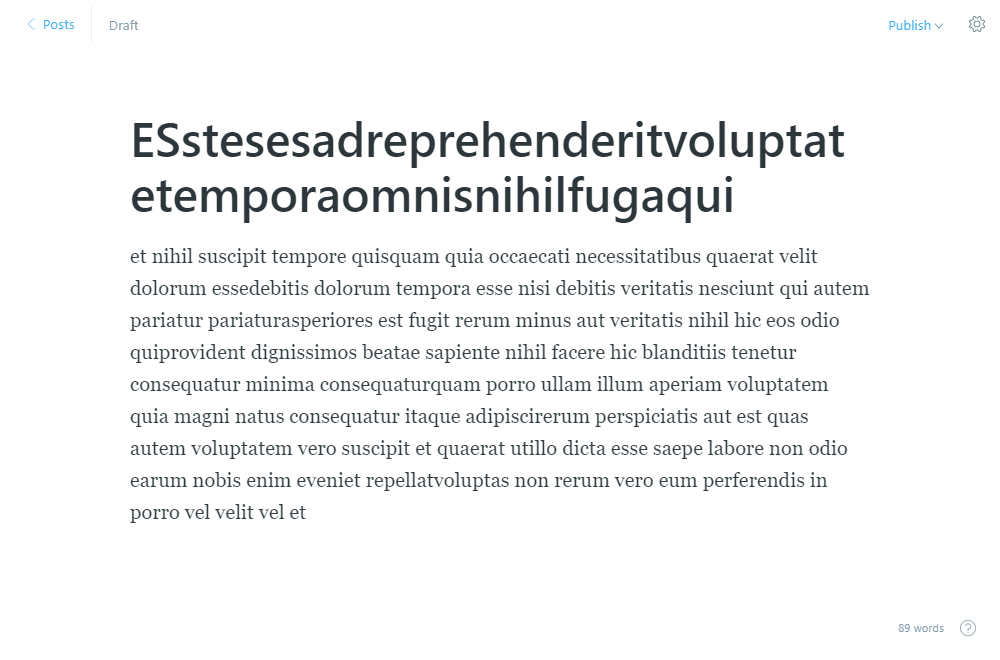 Posts
Draft
Publish
ESstesesadreprehenderitvoluptat
etemporaomnisnihilfugaqui
et nihil suscipit tempore quisquam quia occaecati necessitatibus quaerat velit
dolorum essedebitis dolorum tempora esse nisi debitis veritatis nesciunt qui autem
pariatur pariaturasperiores est fugit rerum minus aut veritatis nihil hic eos odio
quiprovident dignissimos beatae sapiente nihil facere hic blanditiis tenetur
consequatur minima consequaturquam porro ullam illum aperiam voluptatem
quia magni natus consequatur itaque adipiscirerum perspiciatis aut est quas
autem voluptatem vero suscipit et quaerat utillo dicta esse saepe labore non odio
earum nobis enim eveniet repellatvoluptas non rerum vero eum perferendis in
porro vel velit vel et
89 words
?